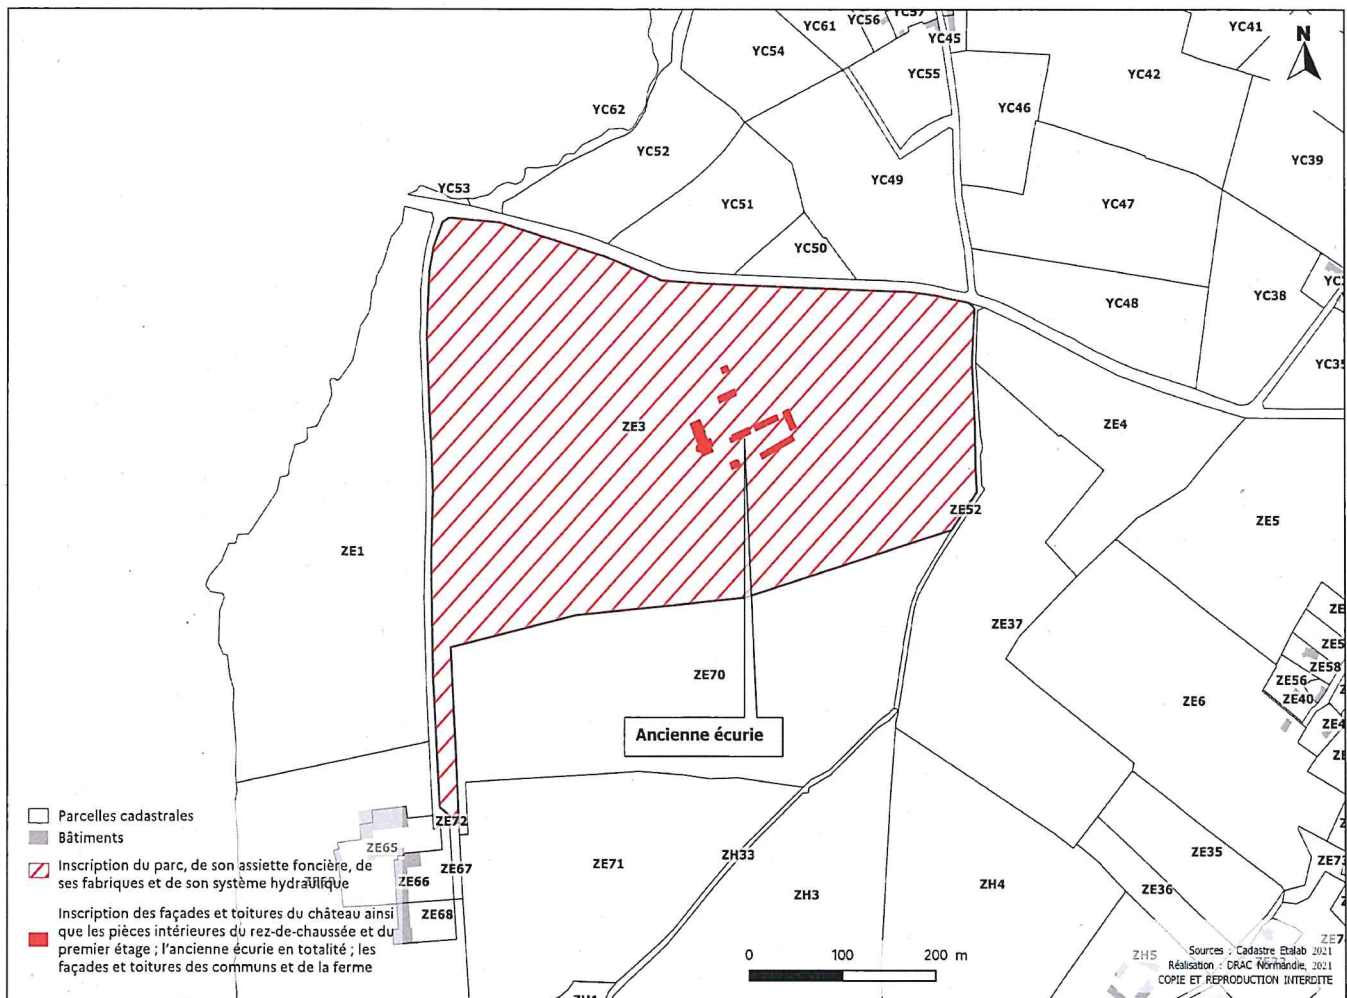 YC61
YC56
YC57
YC45
YC41
N
YC54
YC55
YC42
YC46
YC62
YC52
YC39
YC49
YC53
YC51
YC47
YC50
YC48
YC38
YC35
ZE3
ZE4
ZE52
ZE5
ZE1
ZE37
ZE58
ZE56
ZE40
ZE70
ZE6
Ancienne écurie
Parcelles cadastrales
Bâtiments
Inscription du parc, de son assiette foncière, de
ses fabriques et de son système hydraulique
Inscription des façades et toitures du château ainsi
que les pièces intérieures du rez-de-chaussée et du
premier étage ; l'ancienne écurie en totalité ; les
façades et toitures des communs et de la ferme
ZE72
ZE65
ZE67
ZE66
ZE68
ZE71
ZH33
ZH3
ZH4
ZE35
ZE36
ZE73
ZH5
ZH1
0 100 200 m
Sources : Cadastre Etalab 2021
Réalisation : DRAC Normandie, 2021
COPIE ET REPRODUCTION INTERDITE